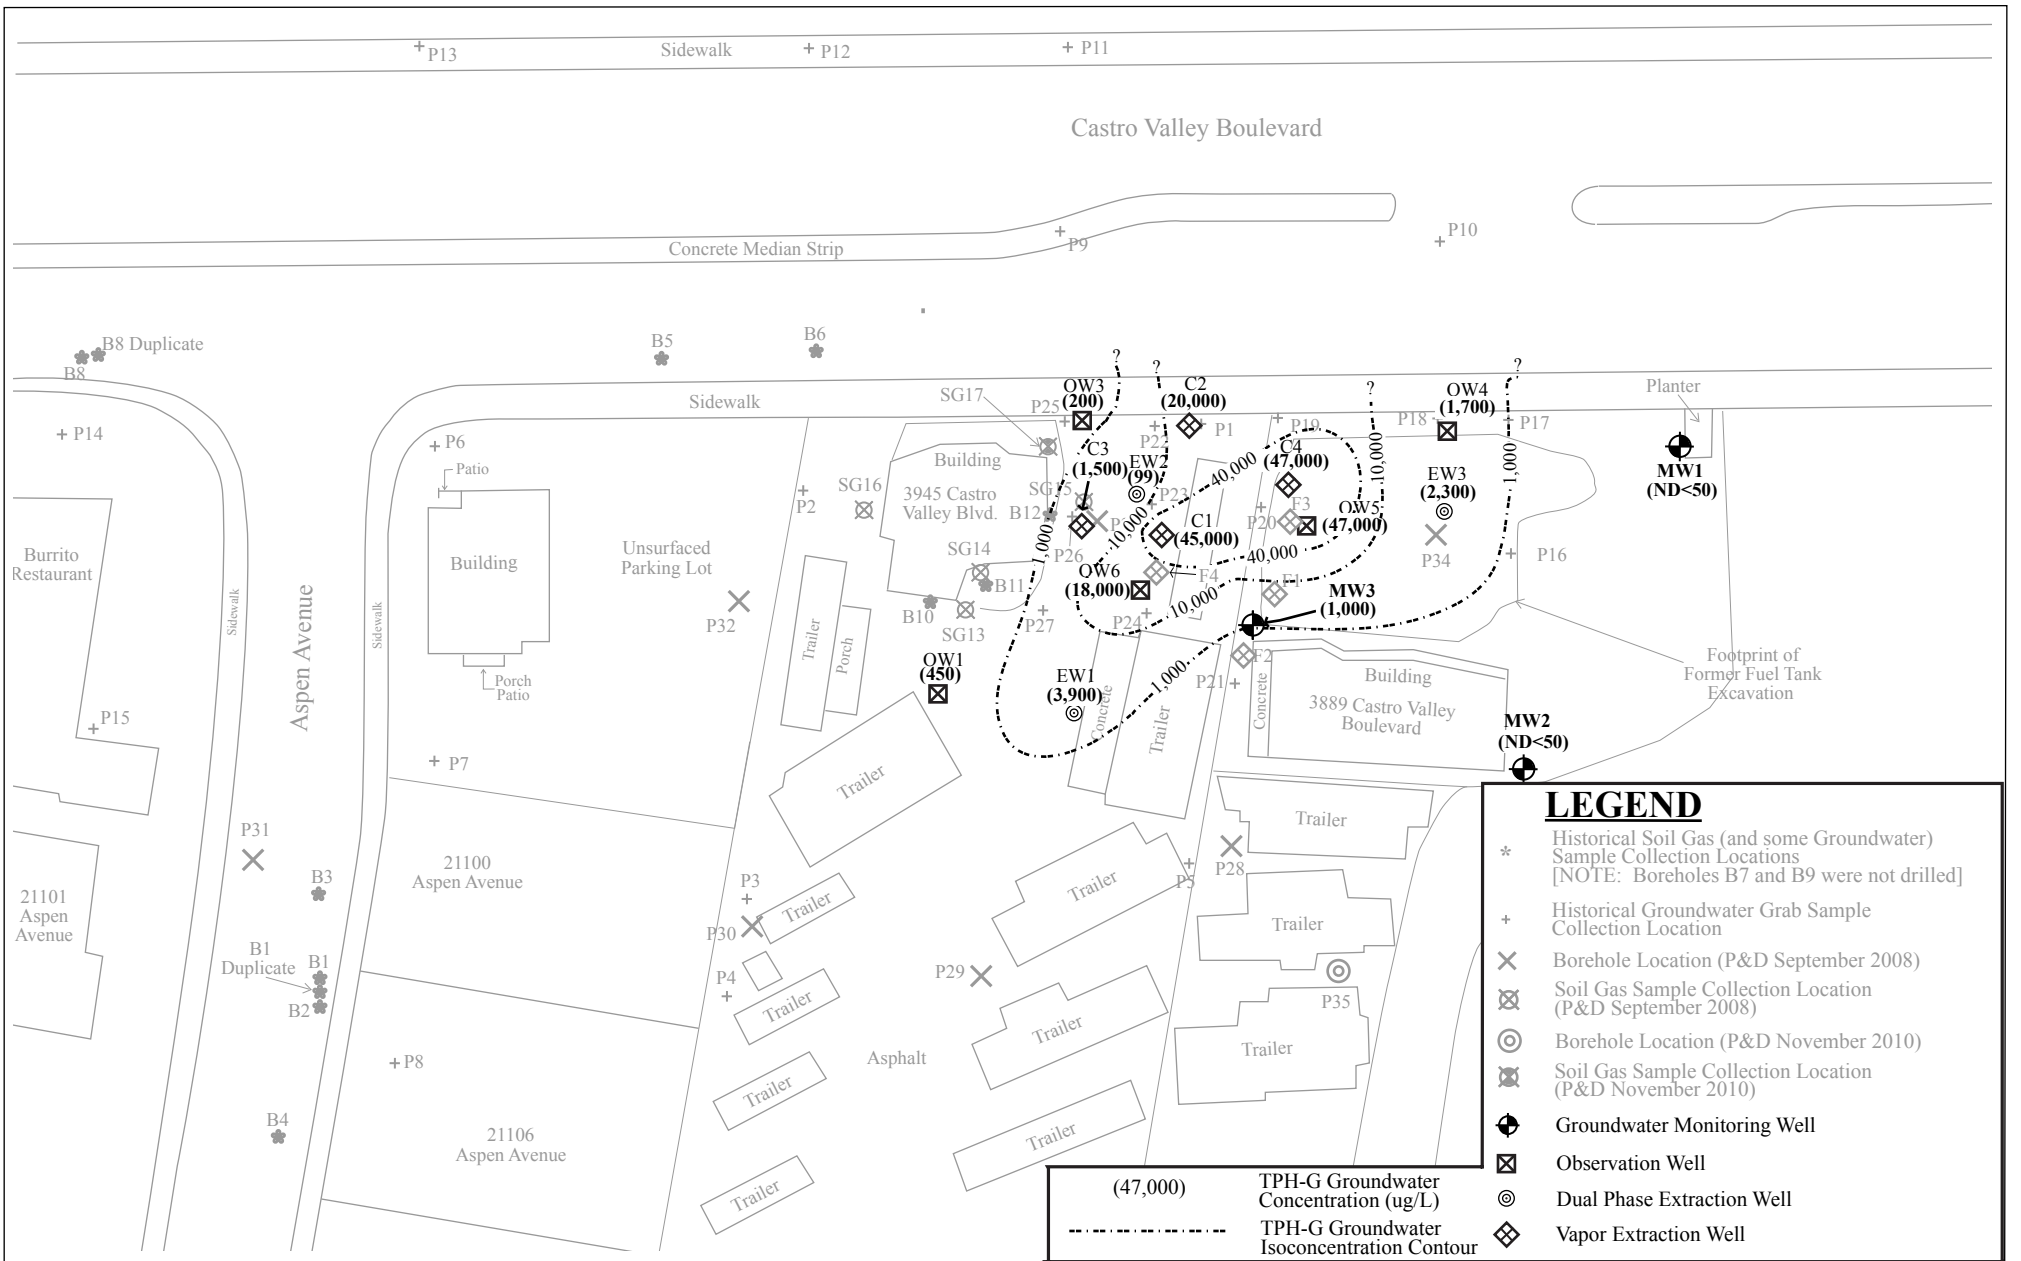 P13
Sidewalk
P12
P11
Castro Valley Boulevard
Concrete Median Strip
P9
P10
B8 Duplicate
B8
B5
B6
?
?
?
?
Sidewalk
SG17
P25
OW3
(200)
C2
(20,000)
P22
P1
P19
P18
OW4
(1,700)
P17
Planter
P14
P6
Patio
P2
SG16
Building
3945 Castro
Valley Blvd.
SG15
B12
C3
(1,500)
EW2
(99)
P23
40,000
C4
(47,000)
10,000
1,000
EW3
(2,300)
MW1
(ND<50)
F3
P20
OW5
(47,000)
C1
(45,000)
10,000
1,000
P26
SG14
B11
B10
SG13
P27
OW6
(18,000)
F4
40,000
F1
10,000
P24
MW3
(1,000)
P34
P16
Burrito
Restaurant
Sidewalk
Aspen Avenue
Sidewalk
Building
Porch
Patio
Unsurfaced
Parking Lot
P32
Trailer
Porch
OW1
(450)
EW1
(3,900)
Concrete
Trailer
1,000
F2
P21
Concrete
Building
3889 Castro Valley
Boulevard
Footprint of
Former Fuel Tank
Excavation
MW2
(ND<50)
P15
P7
Trailer
Trailer
P31
B3
21100
Aspen Avenue
21101
Aspen
Avenue
P3
Trailer
P30
Trailer
P5
P28
Trailer
B1
Duplicate
B1
B2
P4
Trailer
P29
Trailer
P35
Trailer
P8
Asphalt
Trailer
B4
21106
Aspen Avenue
Trailer
Trailer
LEGEND
Historical Soil Gas (and some Groundwater)
Sample Collection Locations
[NOTE: Boreholes B7 and B9 were not drilled]
Historical Groundwater Grab Sample
Collection Location
Borehole Location (P&D September 2008)
Soil Gas Sample Collection Location
(P&D September 2008)
Borehole Location (P&D November 2010)
Soil Gas Sample Collection Location
(P&D November 2010)
Groundwater Monitoring Well
Observation Well
Dual Phase Extraction Well
Vapor Extraction Well
(47,000)
TPH-G Groundwater
Concentration (ug/L)
TPH-G Groundwater
Isoconcentration Contour